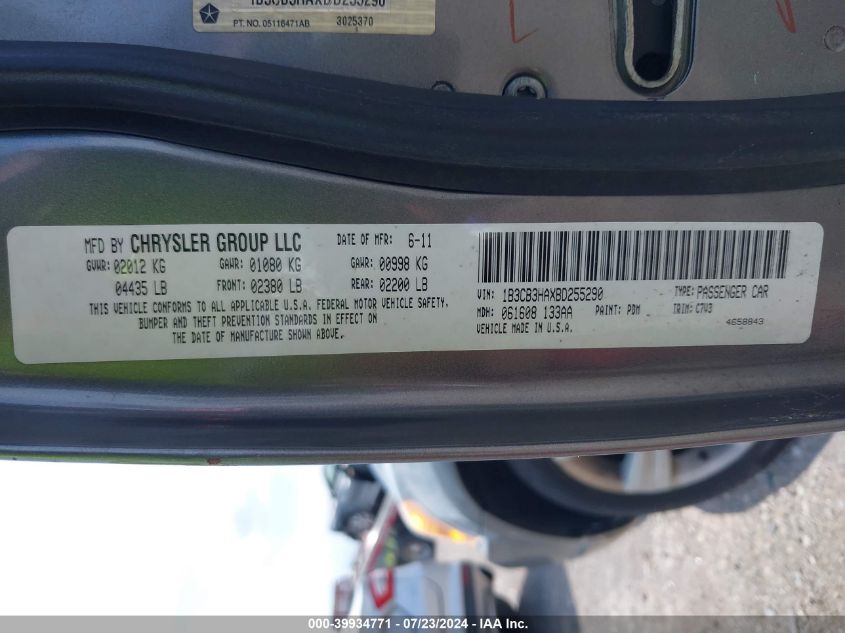 1B3CB3HAXBD255290
PT. NO. 05116471AB 3025370
MFD BY CHRYSLER GROUP LLC DATE OF MFR: 6-11
GVWR: 02012 KG GAWR: 01080 KG GAWR: 00998 KG
04435 LB FRONT: 02380 LB REAR: 02200 LB
THIS VEHICLE CONFORMS TO ALL APPLICABLE U.S.A. FEDERAL MOTOR VEHICLE SAFETY,
BUMPER AND THEFT PREVENTION STANDARDS IN EFFECT ON
THE DATE OF MANUFACTURE SHOWN ABOVE.
VIN: 1B3CB3HAXBD255290 TYPE: PASSENGER CAR
MDH: 061608 133AA PAINT: PDM TRIM: C7V3
VEHICLE MADE IN U.S.A. 4658843
000-39934771 - 07/23/2024 - IAA Inc.